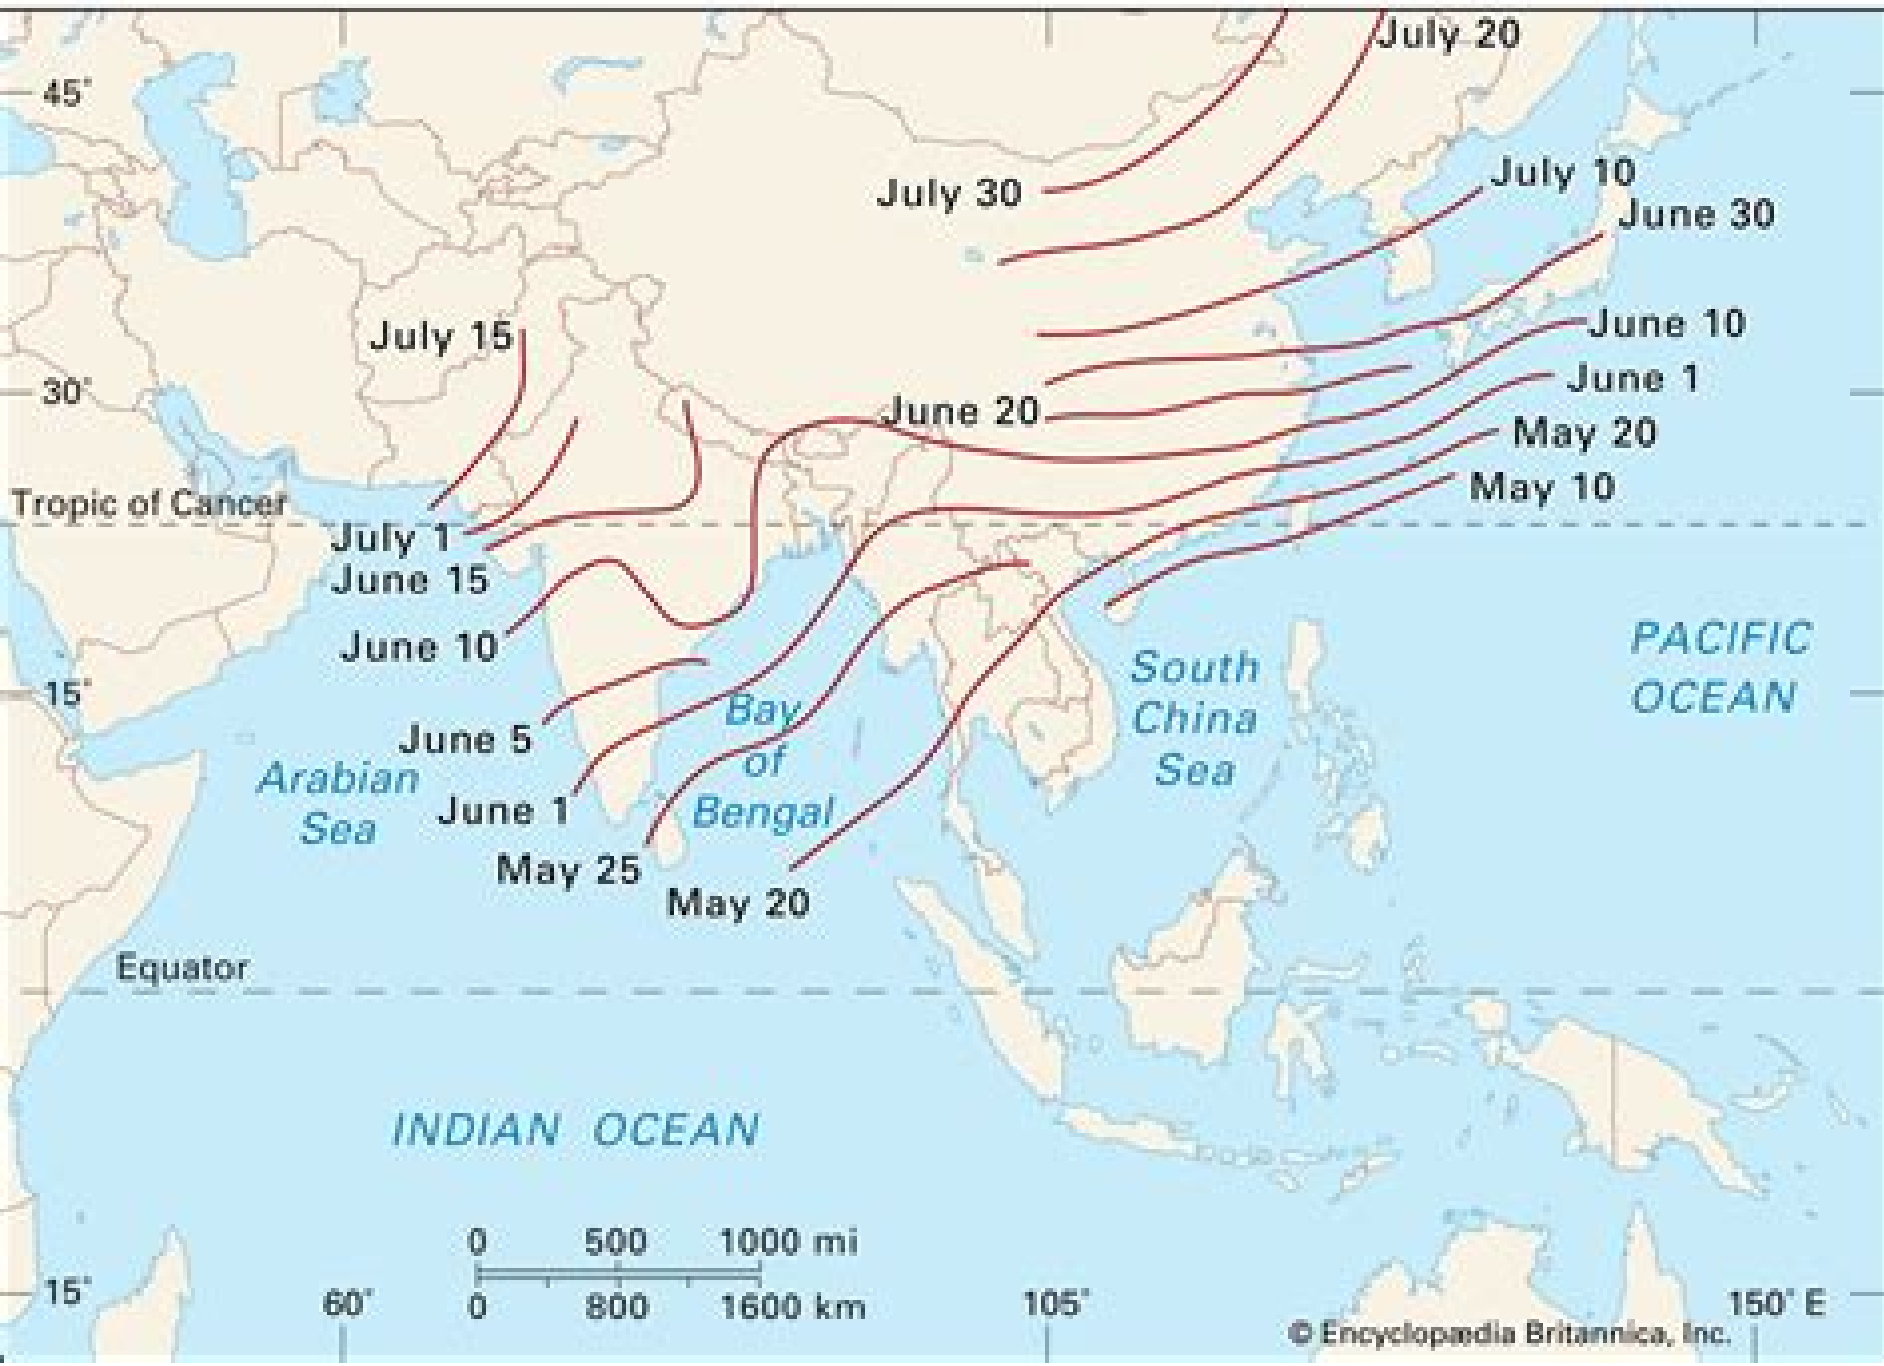 July 20
45°
July 10
July 30
June 30
July 15
June 10
30°
June 1
June 20
May 20
May 10
Tropic of Cancer
July 1
June 15
June 10
PACIFIC
OCEAN
South
China
Sea
15°
Bay
of
Bengal
June 5
Arabian
Sea
June 1
May 25
May 20
Equator
INDIAN OCEAN
0 500 1000 mi
0 800 1600 km
15°
60°
105°
150° E
© Encyclopædia Britannica, Inc.